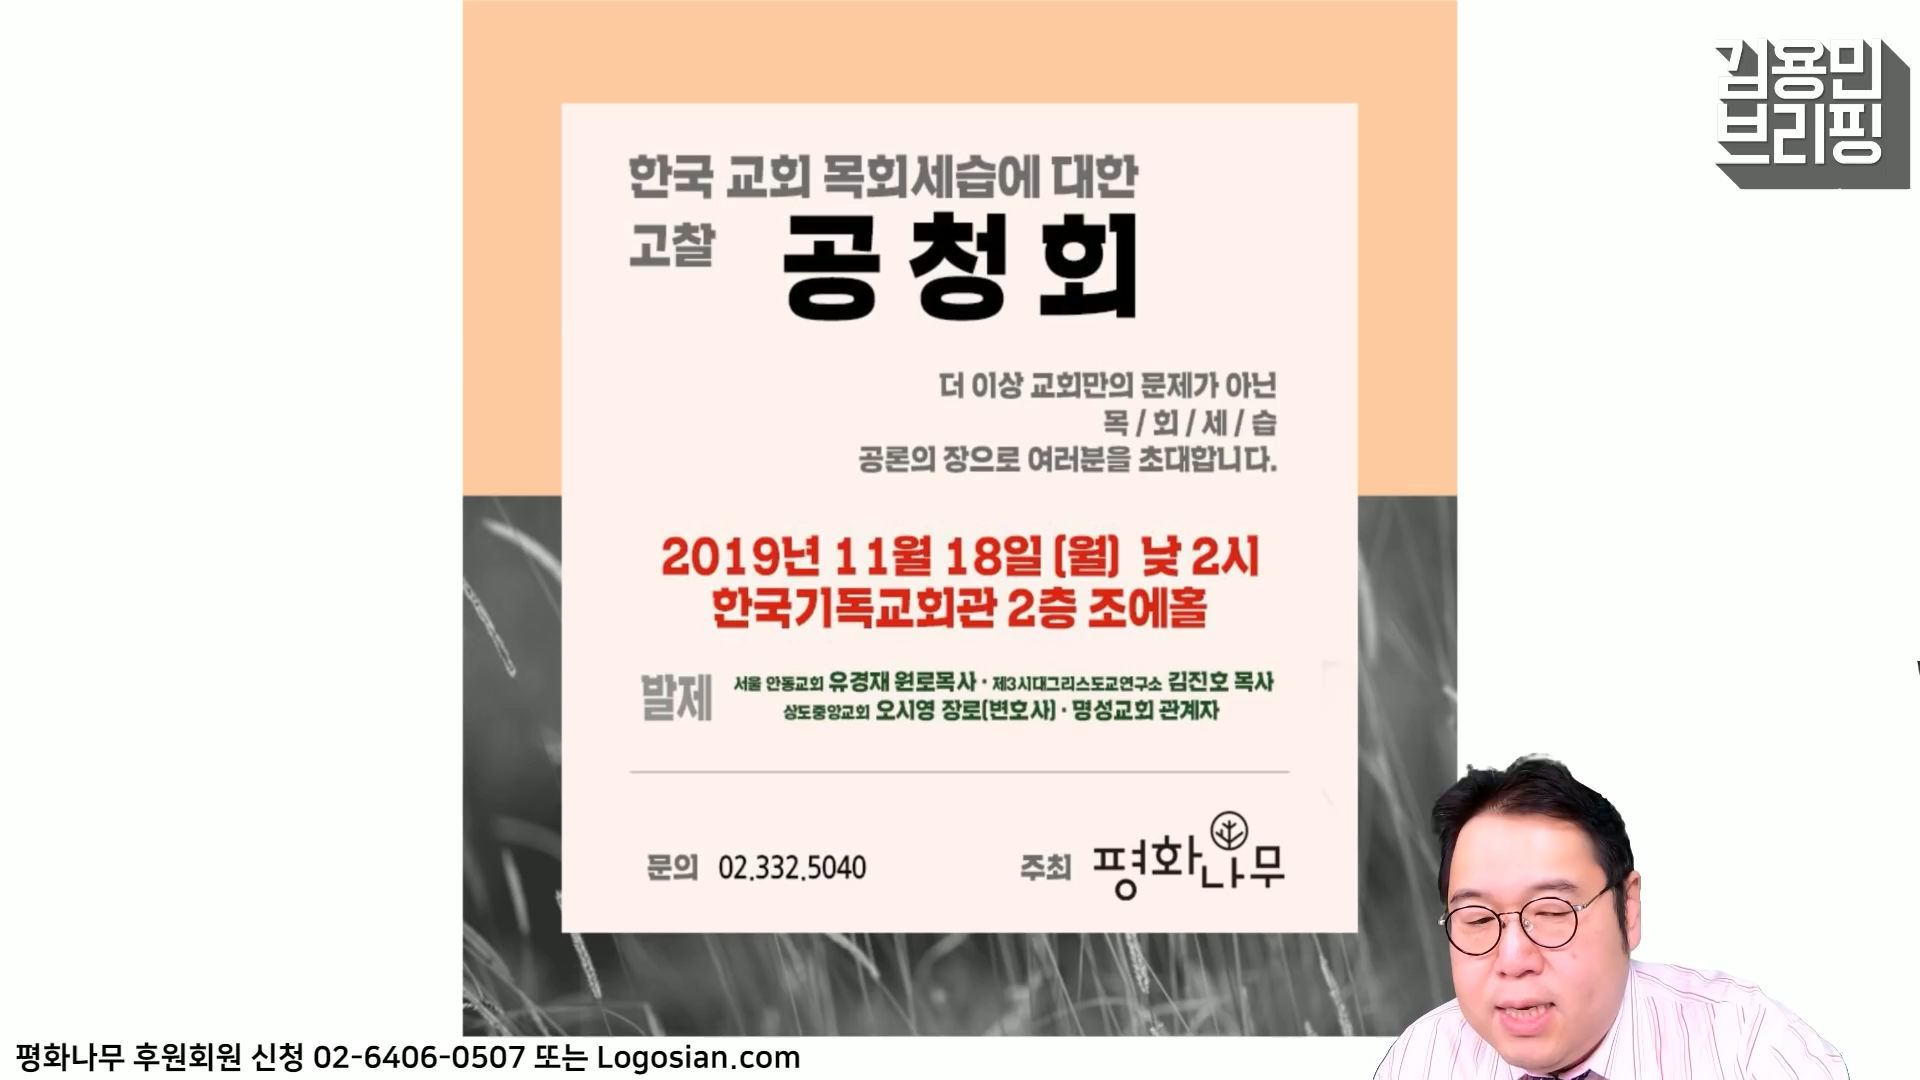 김용민
브리핑
한국 교회 목회세습에 대한
고찰 공청회
더 이상 교회만의 문제가 아닌
목 / 회 / 세 / 습
공론의 장으로 여러분을 초대합니다.
2019년 11월 18일 (월) 낮 2시
한국기독교회관 2층 조에홀
발제 서울 안동교회 유경재 원로목사 · 제3시대그리스도교연구소 김진호 목사
상도중앙교회 오시영 장로(변호사) · 명성교회 관계자
문의 02.332.5040 주최 평화나무
평화나무 후원회원 신청 02-6406-0507 또는 Logosian.com